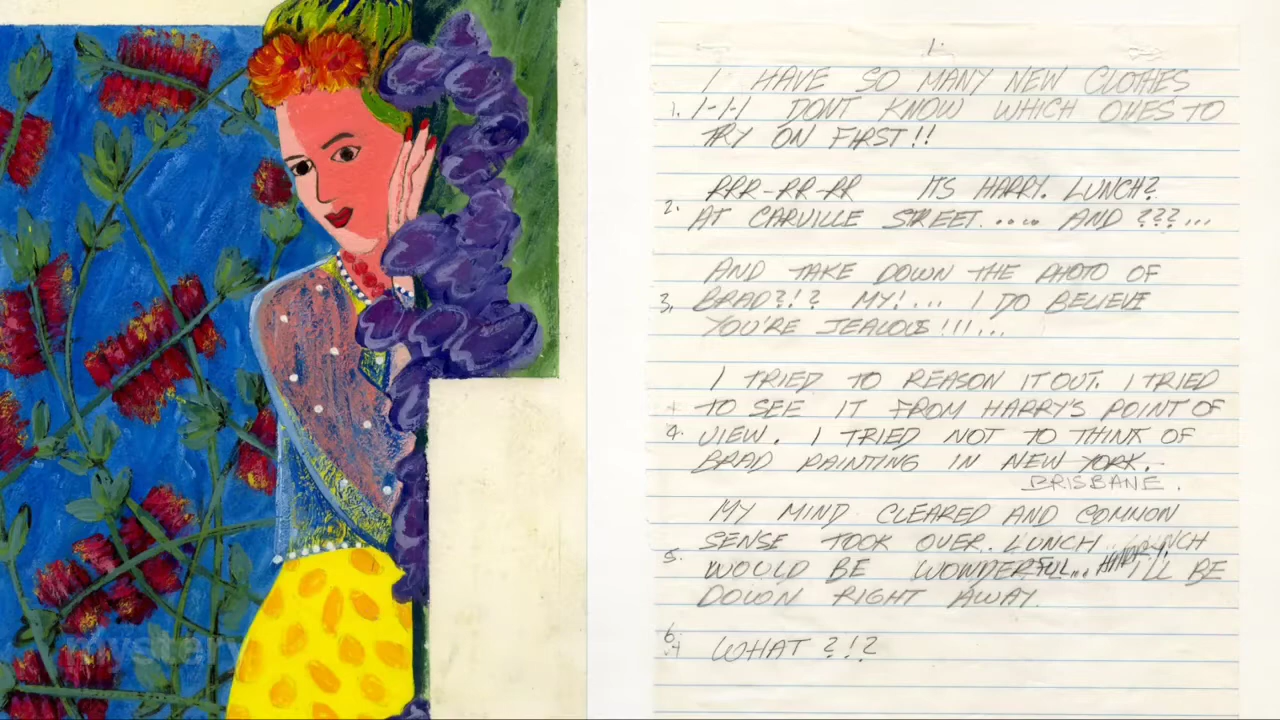 mystery
1.
I HAVE SO MANY NEW CLOTHES
1. I-I-I DONT KNOW WHICH ONES TO
TRY ON FIRST!!
RRR-RR-RR ITS HARRY. LUNCH?
2. AT CARVILLE STREET..... AND ???...
AND TAKE DOWN THE PHOTO OF
3. BRAD?!? MY!... I DO BELIEVE
YOU'RE JEALOUS!!!...
I TRIED TO REASON IT OUT. I TRIED
TO SEE IT FROM HARRY'S POINT OF
4. VIEW. I TRIED NOT TO THINK OF
BRAD PAINTING IN NEW YORK.
BRISBANE.
MY MIND CLEARED AND COMMON
SENSE TOOK OVER. LUNCH
5. WOULD BE WONDERFUL... HARRY! I'LL BE
DOWN RIGHT AWAY.
6. WHAT?!?